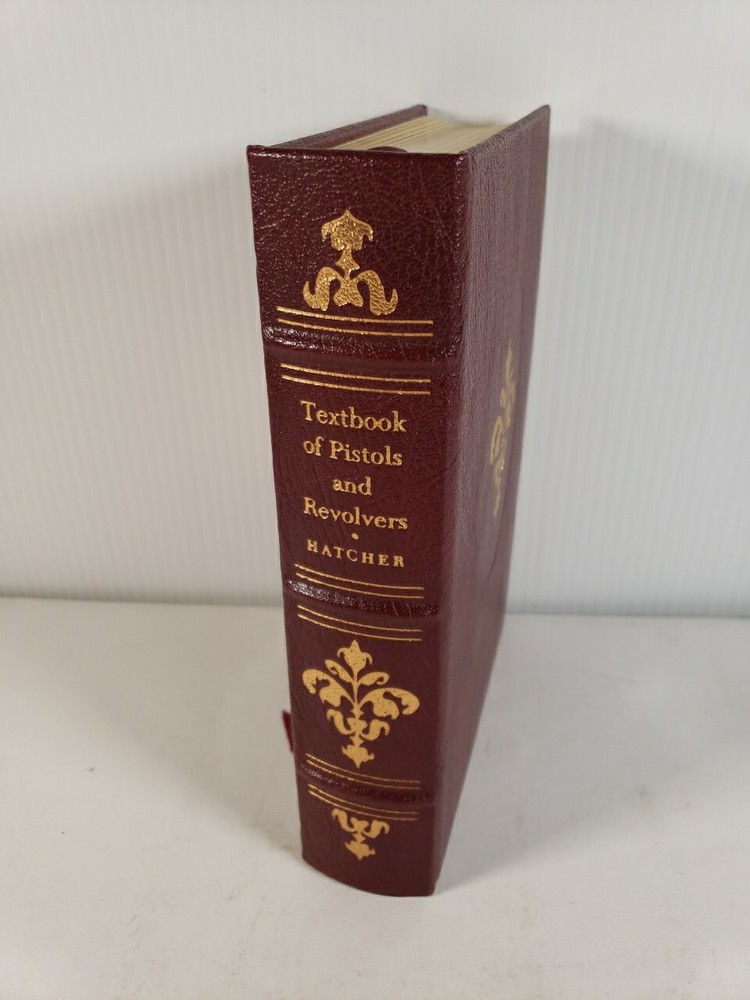 Textbook
of Pistols
and
Revolvers
•
HATCHER